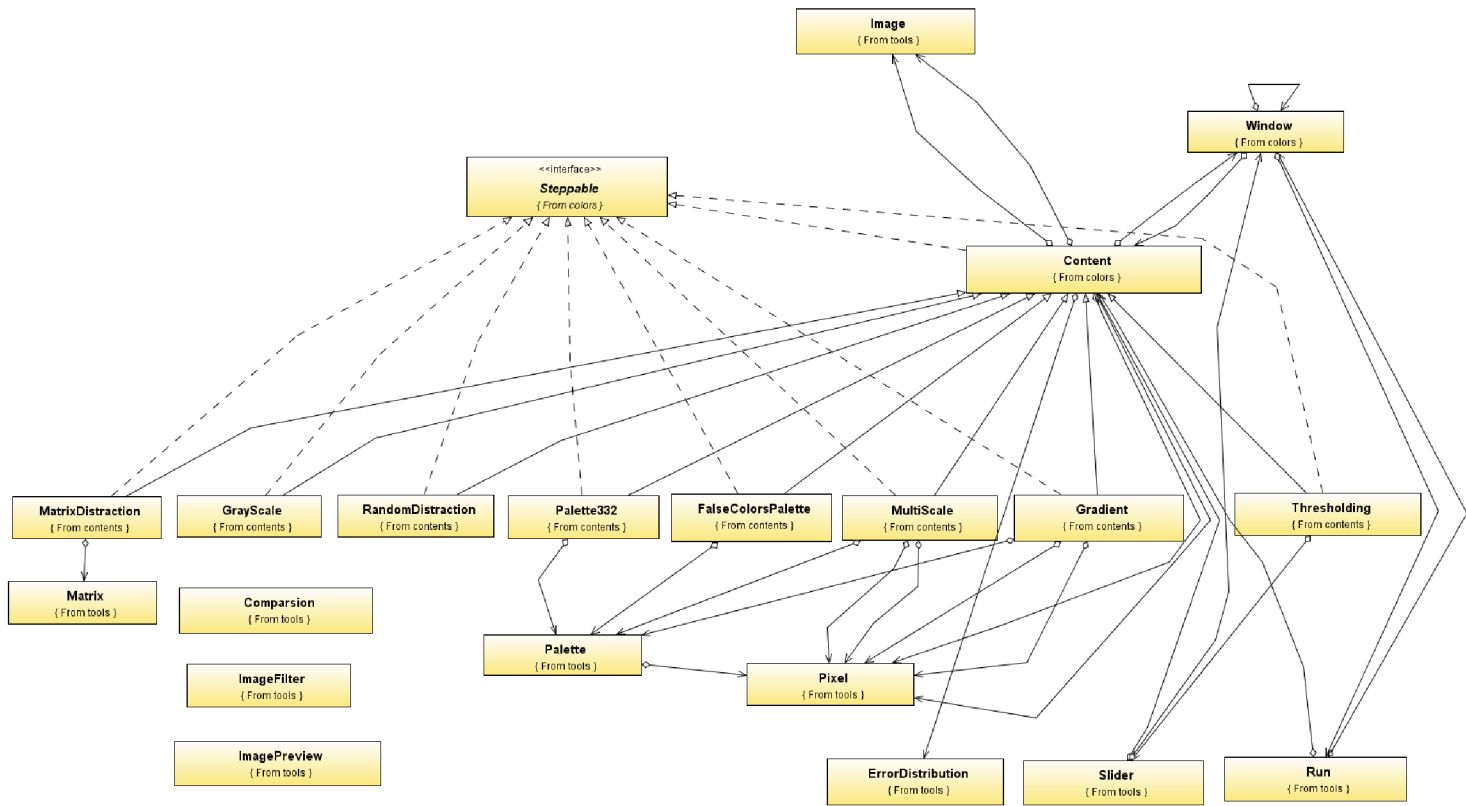 Image
{ From tools }
Window
{ From colors }
<<interface>>
Steppable
{ From colors }
Content
{ From colors }
MatrixDistraction
{ From contents }
GrayScale
{ From contents }
RandomDistraction
{ From contents }
Palette332
{ From contents }
FalseColorsPalette
{ From contents }
MultiScale
{ From contents }
Gradient
{ From contents }
Thresholding
{ From contents }
Matrix
{ From tools }
Comparsion
{ From tools }
Palette
{ From tools }
Pixel
{ From tools }
ImageFilter
{ From tools }
ImagePreview
{ From tools }
ErrorDistribution
{ From tools }
Slider
{ From tools }
Run
{ From tools }